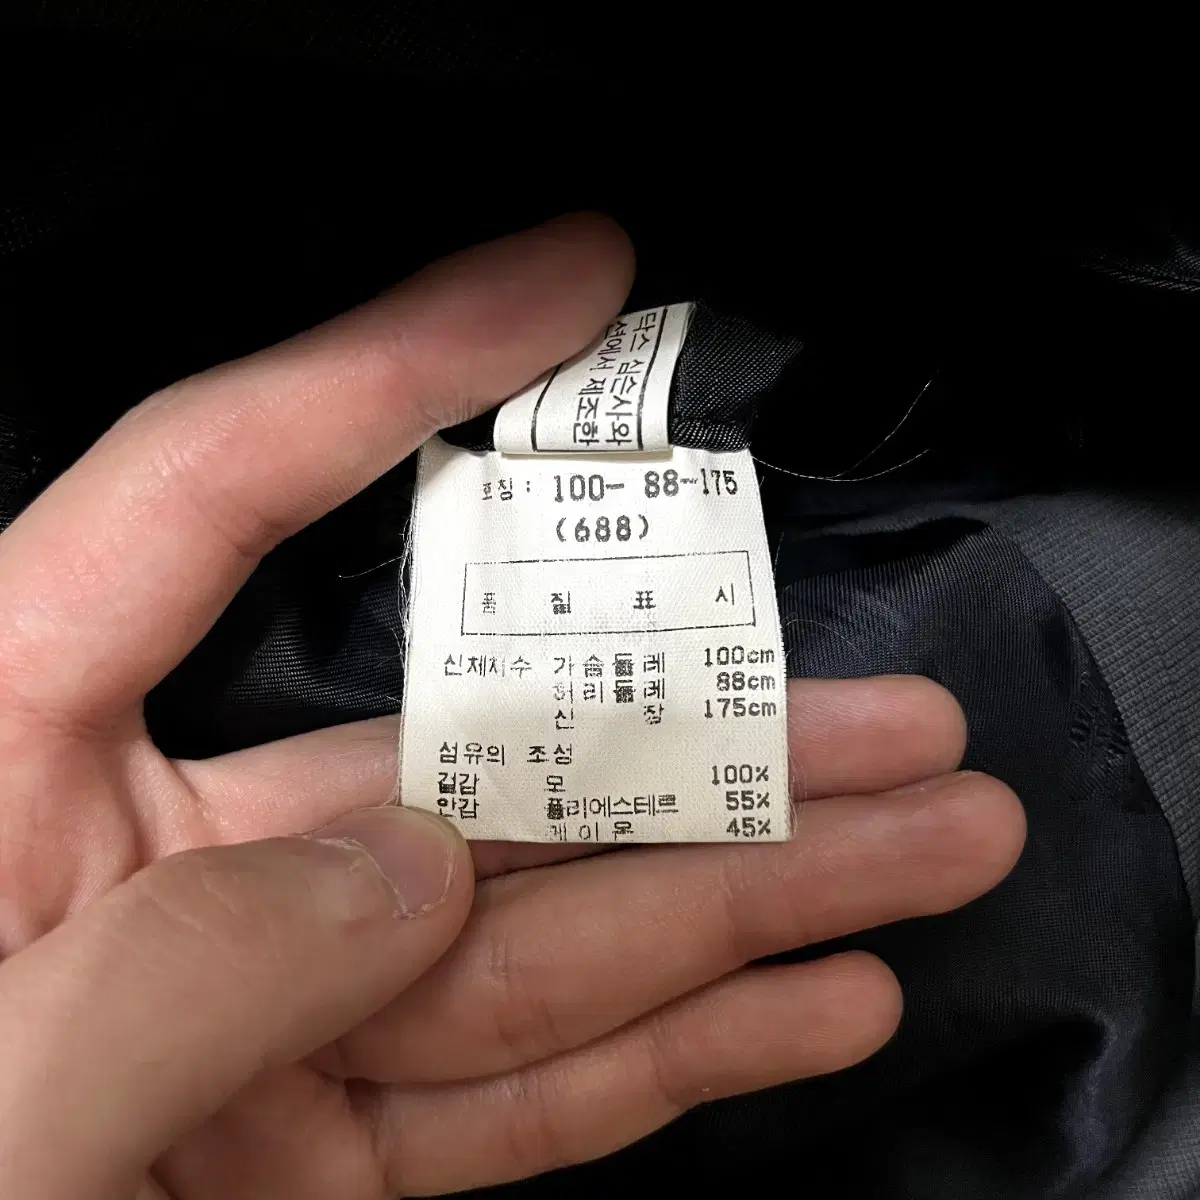 닥스 심슨사와
션에서 제조한
호칭 : 100- 88-175
(688)
품 질 표 시
신체치수 가슴둘레 100cm
허리둘레 88cm
신 장 175cm
섬유의 조성
겉감 모 100%
안감 폴리에스테르 55%
레이온 45%